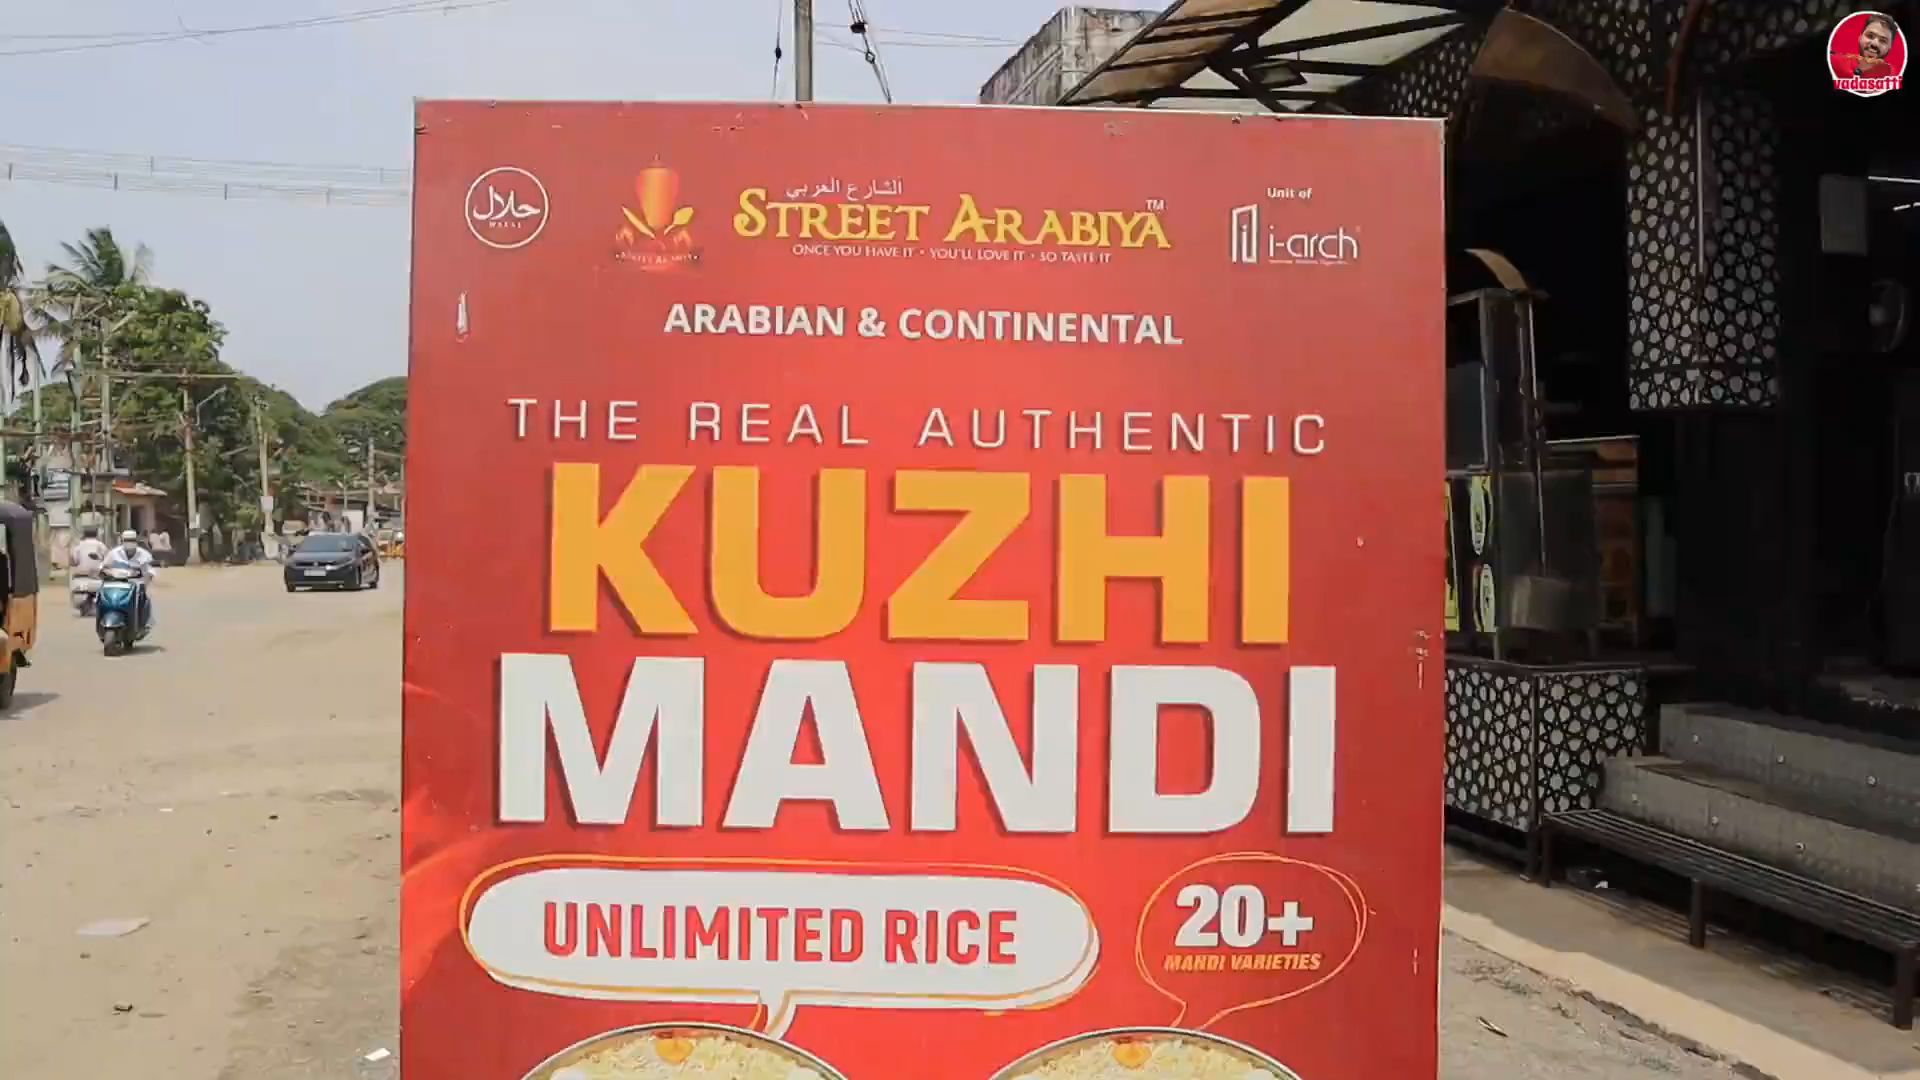 حلال
HALAL
الشارع العربي
STREET ARABIYA™
ONCE YOU HAVE IT • YOU'LL LOVE IT • SO TASTE IT
Unit of
i-arch
ARABIAN & CONTINENTAL
THE REAL AUTHENTIC
KUZHI
MANDI
UNLIMITED RICE
20+
MANDI VARIETIES
vadasatti